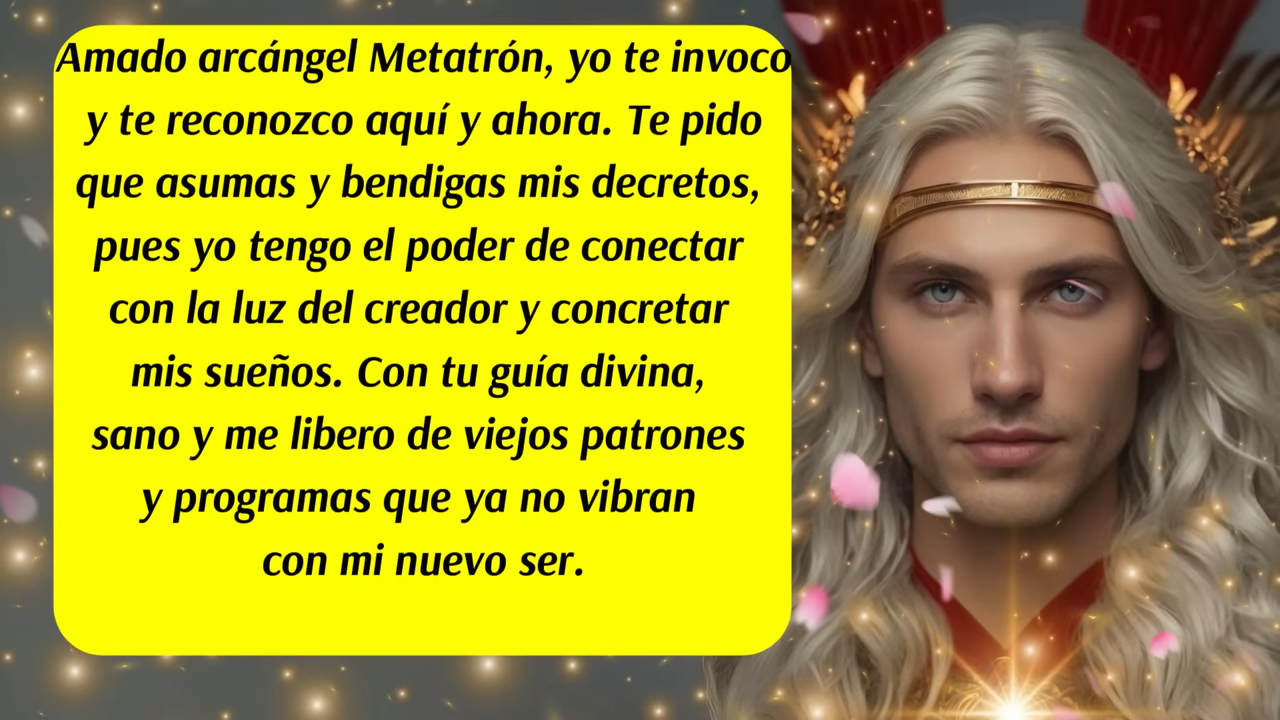 Amado arcángel Metatrón, yo te invoco
y te reconozco aquí y ahora. Te pido
que asumas y bendigas mis decretos,
pues yo tengo el poder de conectar
con la luz del creador y concretar
mis sueños. Con tu guía divina,
sano y me libero de viejos patrones
y programas que ya no vibran
con mi nuevo ser.